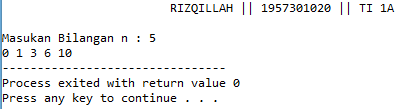 RIZQILLAH || 1957301020 || TI 1A
Masukan Bilangan n : 5
0 1 3 6 10
--------------------------------
Process exited with return value 0
Press any key to continue . . .